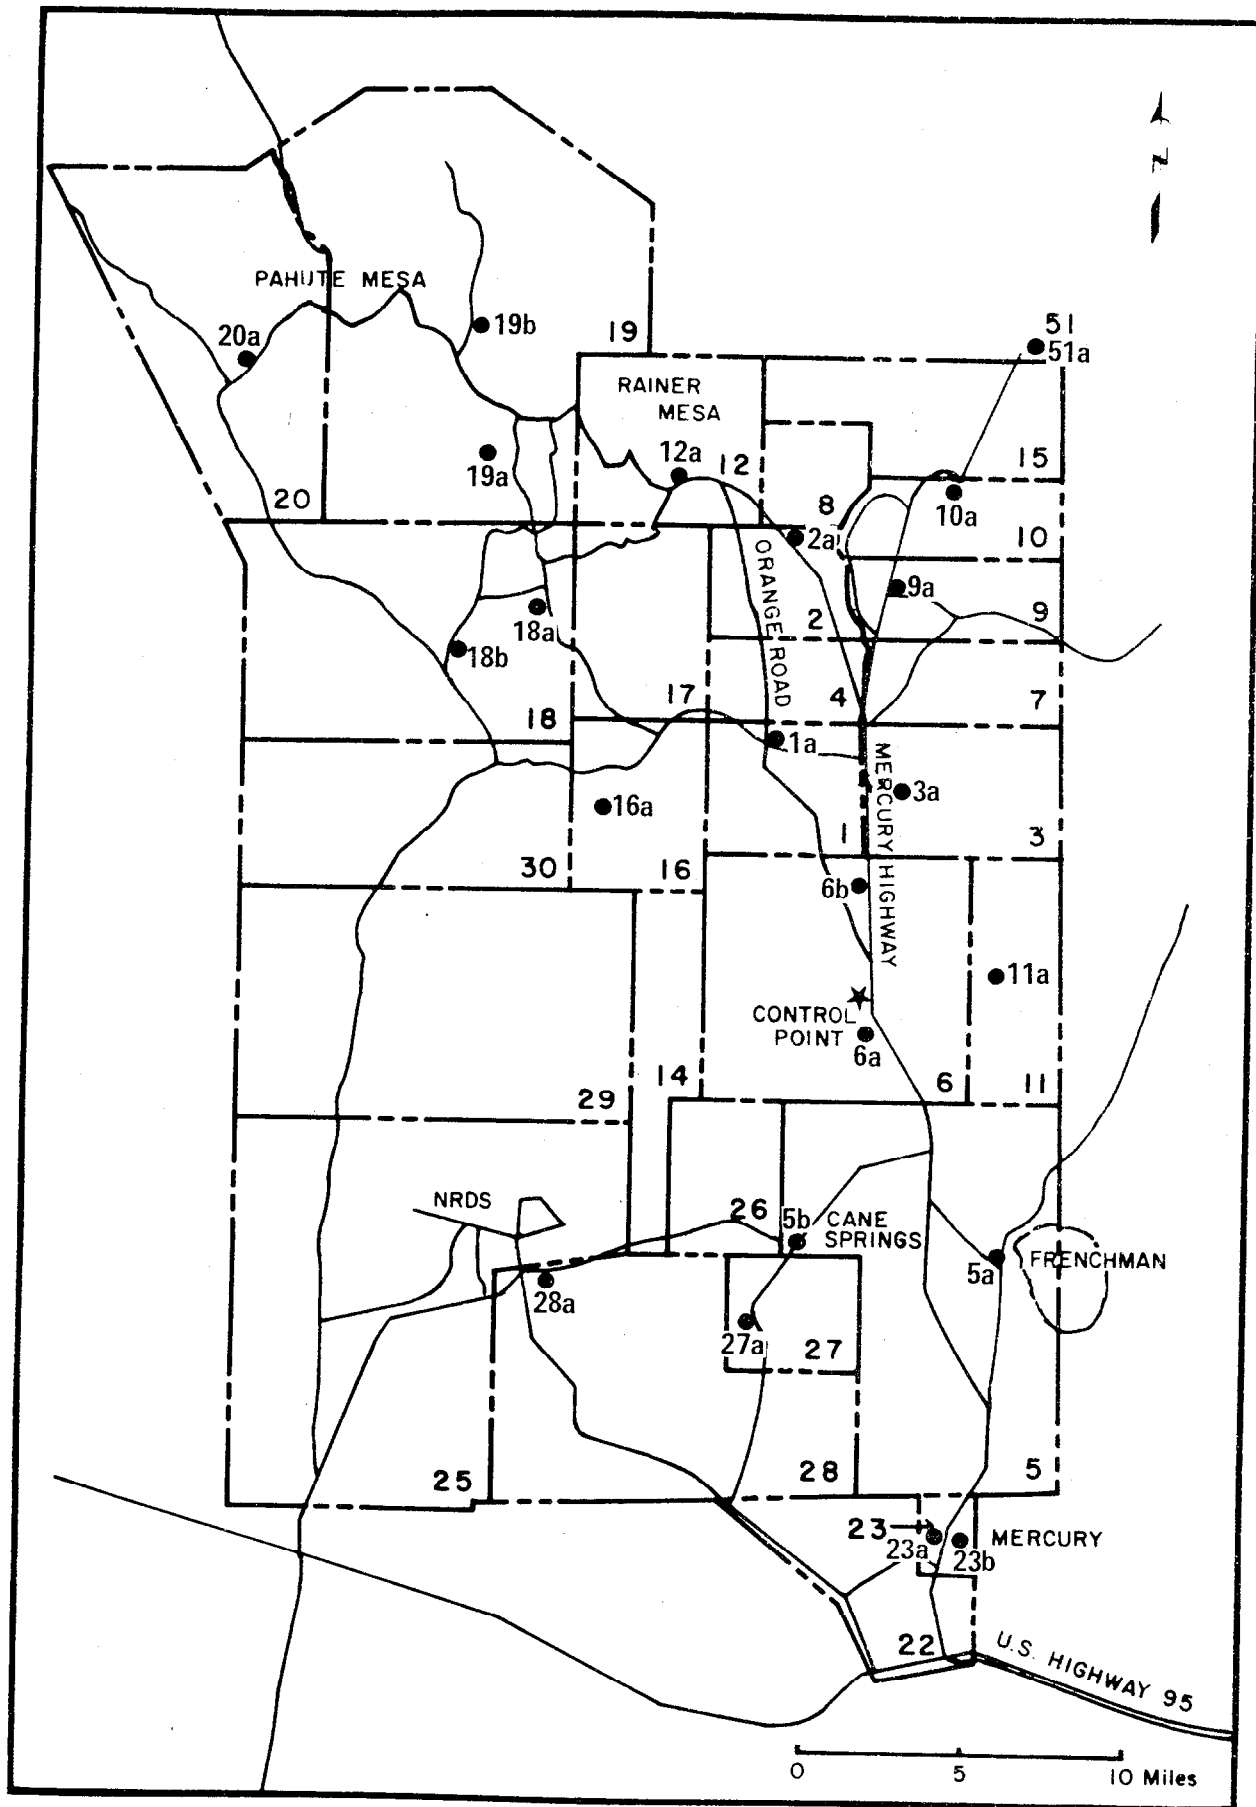 N
PAHUTE MESA
20a
19b
19
51
51a
RAINER
MESA
12a
12
15
19a
20
8
10a
2a
10
ORANGE ROAD
9a
18a
2
9
18b
17
4
7
18
1a
MERCURY HIGHWAY
3a
16a
1
3
30
16
6b
11a
CONTROL
POINT
6a
14
6
11
29
NRDS
26
5b
CANE
SPRINGS
5a
FRENCHMAN
28a
27a
27
25
28
5
23
MERCURY
23a
23b
22
U.S. HIGHWAY 95
0
5
10 Miles